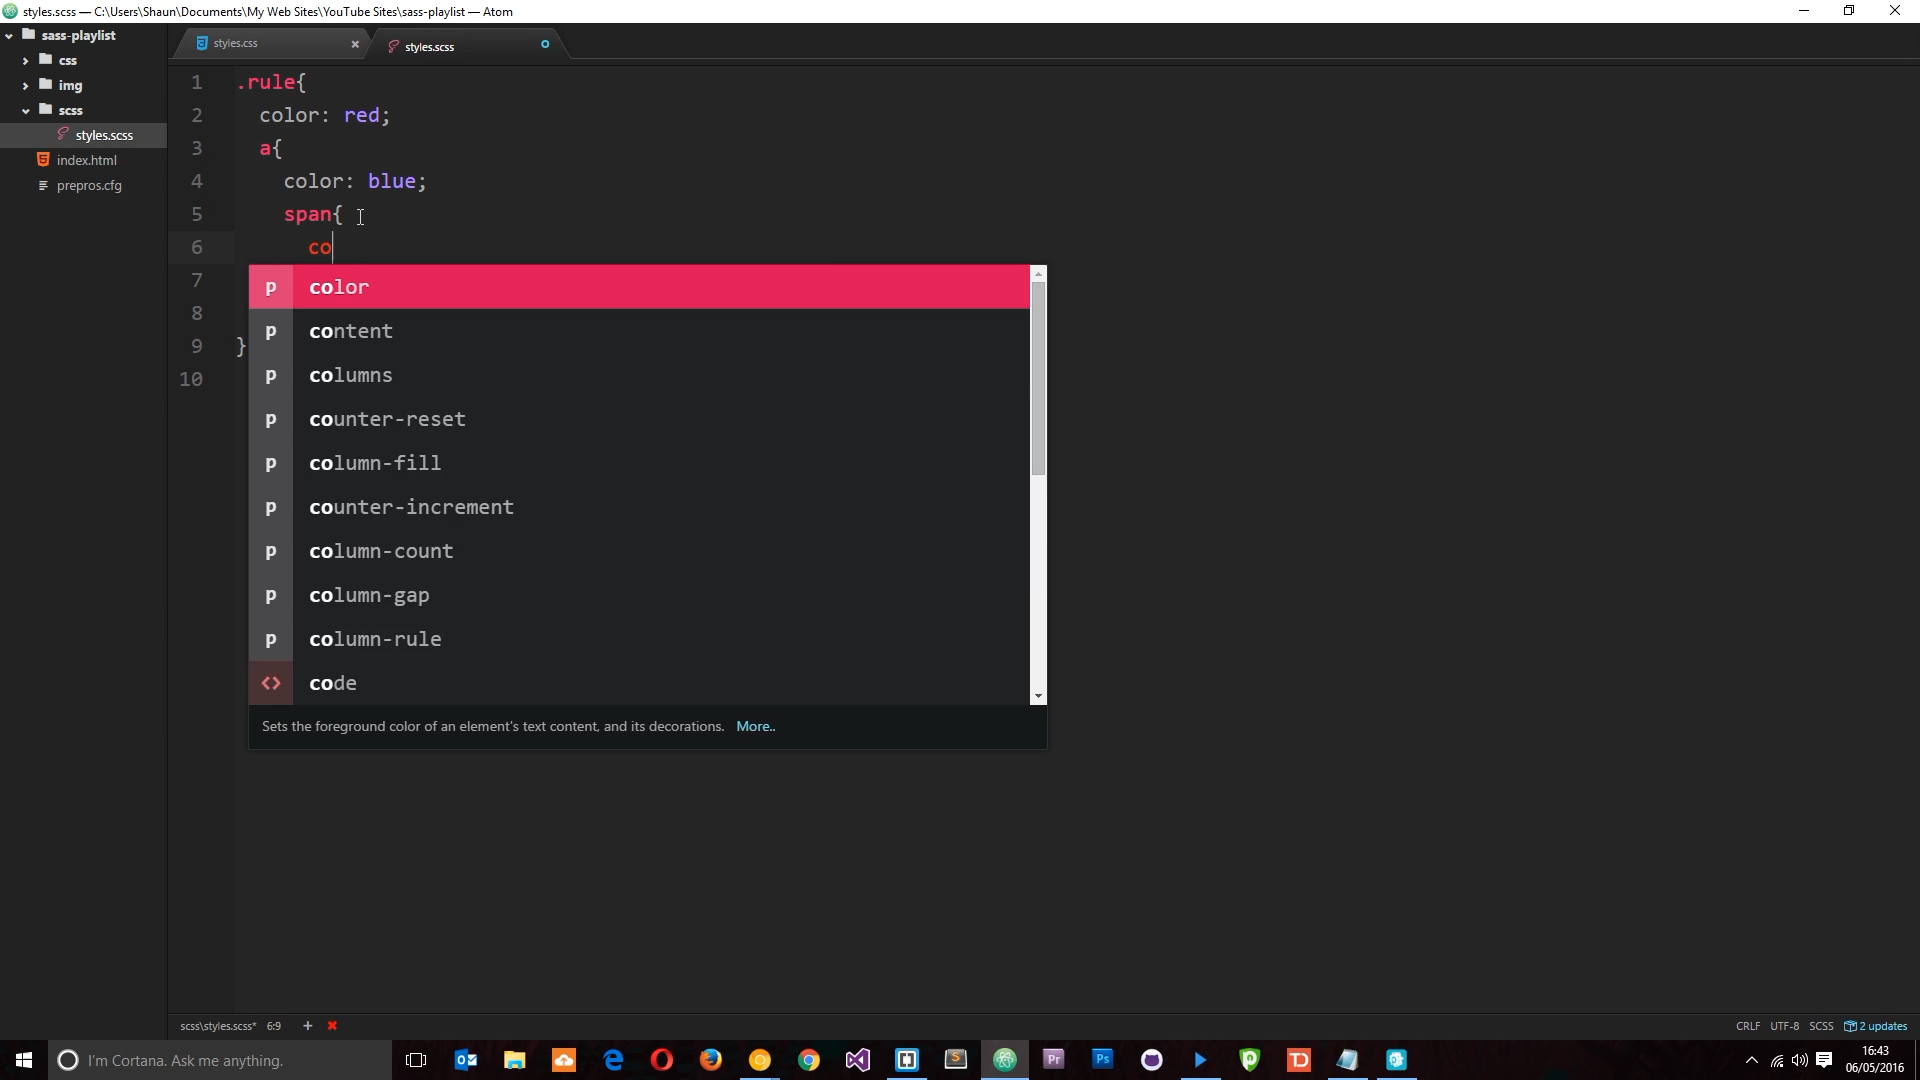 styles.scss — C:\Users\Shaun\Documents\My Web Sites\YouTube Sites\sass-playlist — Atom
sass-playlist
css
img
scss
styles.scss
index.html
prepros.cfg
styles.css
styles.scss
1 .rule{
2 color: red;
3 a{
4 color: blue;
5 span{
6 co
7
8
9 }
10
p color
p content
p columns
p counter-reset
p column-fill
p counter-increment
p column-count
p column-gap
p column-rule
<> code
Sets the foreground color of an element's text content, and its decorations. More..
scss\styles.scss* 6:9
CRLF UTF-8 SCSS 2 updates
I'm Cortana. Ask me anything.
Pr
Ps
TD
16:43
06/05/2016